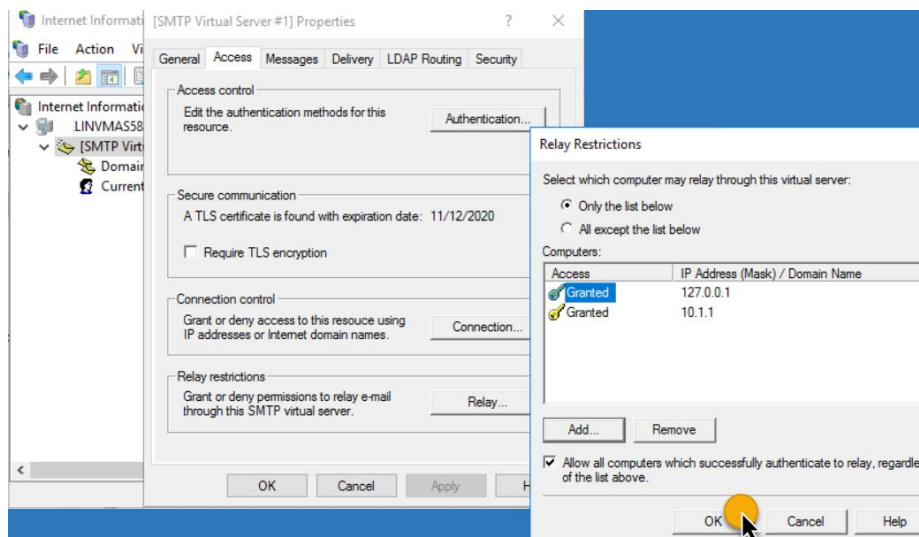 Internet Informati
File Action Vi
Internet Informatic
LINVMAS58
[SMTP Virt
Domair
Current
[SMTP Virtual Server #1] Properties
General Access Messages Delivery LDAP Routing Security
Access control
Edit the authentication methods for this
resource.
Authentication...
Secure communication
A TLS certificate is found with expiration date: 11/12/2020
Require TLS encryption
Connection control
Grant or deny access to this resouce using
IP addresses or Internet domain names.
Connection...
Relay restrictions
Grant or deny permissions to relay e-mail
through this SMTP virtual server.
Relay...
OK Cancel Apply H
Relay Restrictions
Select which computer may relay through this virtual server:
Only the list below
All except the list below
Computers:
Access IP Address (Mask) / Domain Name
Granted 127.0.0.1
Granted 10.1.1
Add... Remove
Allow all computers which successfully authenticate to relay, regardle
of the list above.
OK Cancel Help